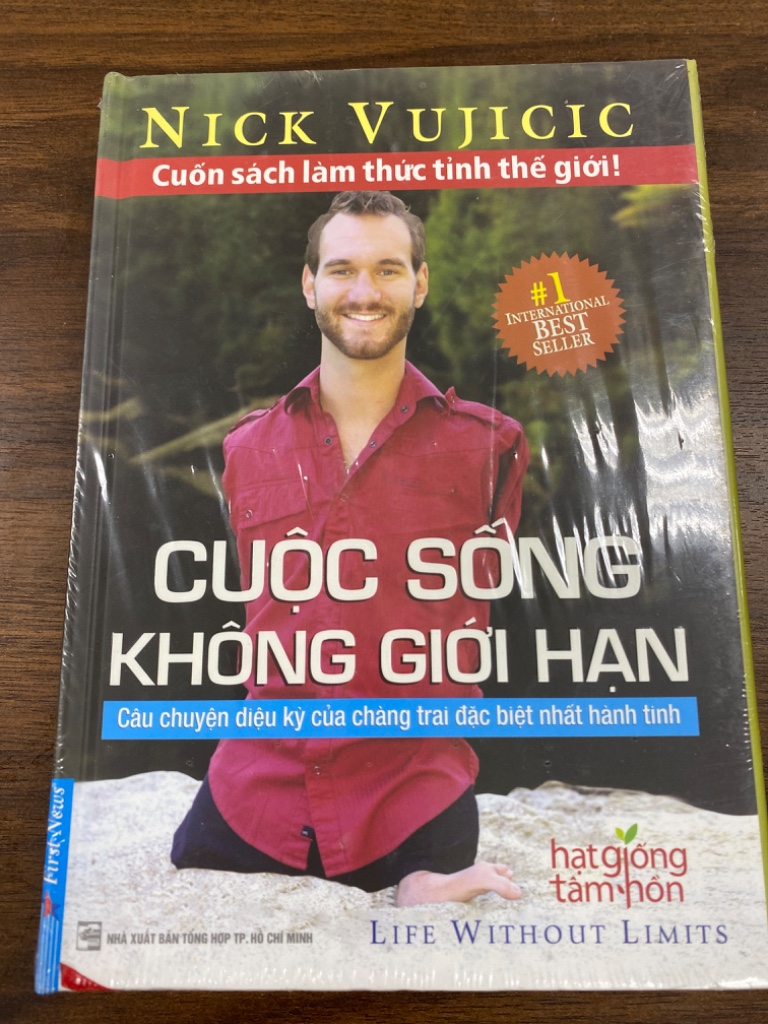 NICK VUJICIC
Cuốn sách làm thức tỉnh thế giới!
#1
INTERNATIONAL
BEST
SELLER
CUỘC SỐNG
KHÔNG GIỚI HẠN
Câu chuyện diệu kỳ của chàng trai đặc biệt nhất hành tinh
First News
hạt giống
tâm hồn
NHÀ XUẤT BẢN TỔNG HỢP TP. HỒ CHÍ MINH
LIFE WITHOUT LIMITS